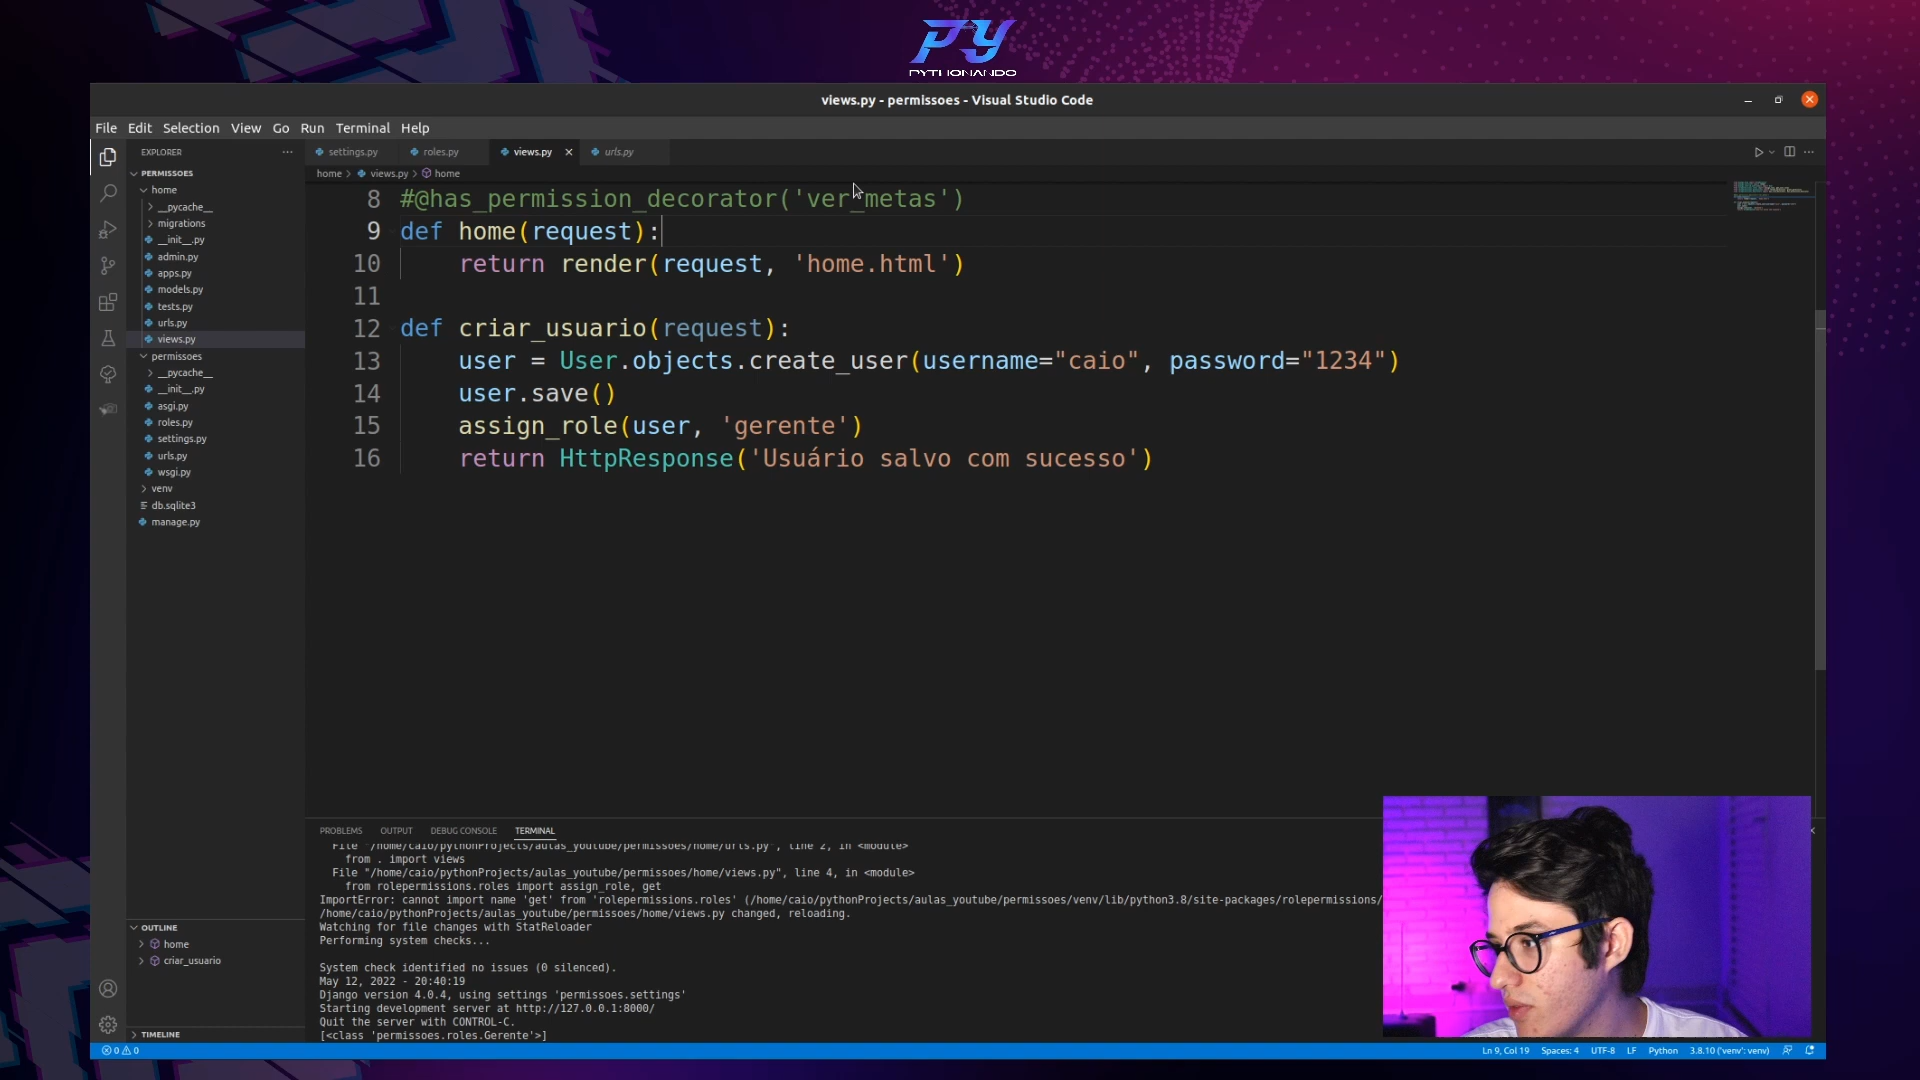 PYTHONANDO
views.py - permissoes - Visual Studio Code
File Edit Selection View Go Run Terminal Help
EXPLORER
PERMISSOES
home
__pycache__
migrations
__init__.py
admin.py
apps.py
models.py
tests.py
urls.py
views.py
permissoes
__pycache__
__init__.py
asgi.py
roles.py
settings.py
urls.py
wsgi.py
venv
db.sqlite3
manage.py
OUTLINE
home
criar_usuario
TIMELINE
settings.py roles.py views.py urls.py
home > views.py > home
8 #@has_permission_decorator('ver_metas')
9 def home(request):
10 return render(request, 'home.html')
11
12 def criar_usuario(request):
13 user = User.objects.create_user(username="caio", password="1234")
14 user.save()
15 assign_role(user, 'gerente')
16 return HttpResponse('Usuário salvo com sucesso')
PROBLEMS OUTPUT DEBUG CONSOLE TERMINAL
File "/home/caio/pythonProjects/aulas_youtube/permissoes/home/urls.py", line 2, in <module>
from . import views
File "/home/caio/pythonProjects/aulas_youtube/permissoes/home/views.py", line 4, in <module>
from rolepermissions.roles import assign_role, get
ImportError: cannot import name 'get' from 'rolepermissions.roles' (/home/caio/pythonProjects/aulas_youtube/permissoes/venv/lib/python3.8/site-packages/rolepermissions/
/home/caio/pythonProjects/aulas_youtube/permissoes/home/views.py changed, reloading.
Watching for file changes with StatReloader
Performing system checks...
System check identified no issues (0 silenced).
May 12, 2022 - 20:40:19
Django version 4.0.4, using settings 'permissoes.settings'
Starting development server at http://127.0.0.1:8000/
Quit the server with CONTROL-C.
[<class 'permissoes.roles.Gerente'>]
0 0 Ln 9, Col 19 Spaces: 4 UTF-8 LF Python 3.8.10 ('venv': venv)